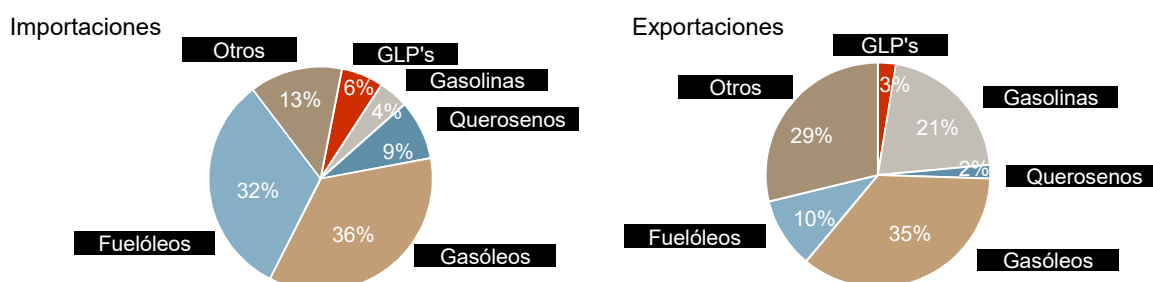 Importaciones
Otros
GLP's
Gasolinas
Querosenos
Gasóleos
Fuelóleos
13%
6%
4%
9%
36%
32%
Exportaciones
GLP's
Otros
Gasolinas
Querosenos
Gasóleos
Fuelóleos
3%
21%
2%
35%
10%
29%